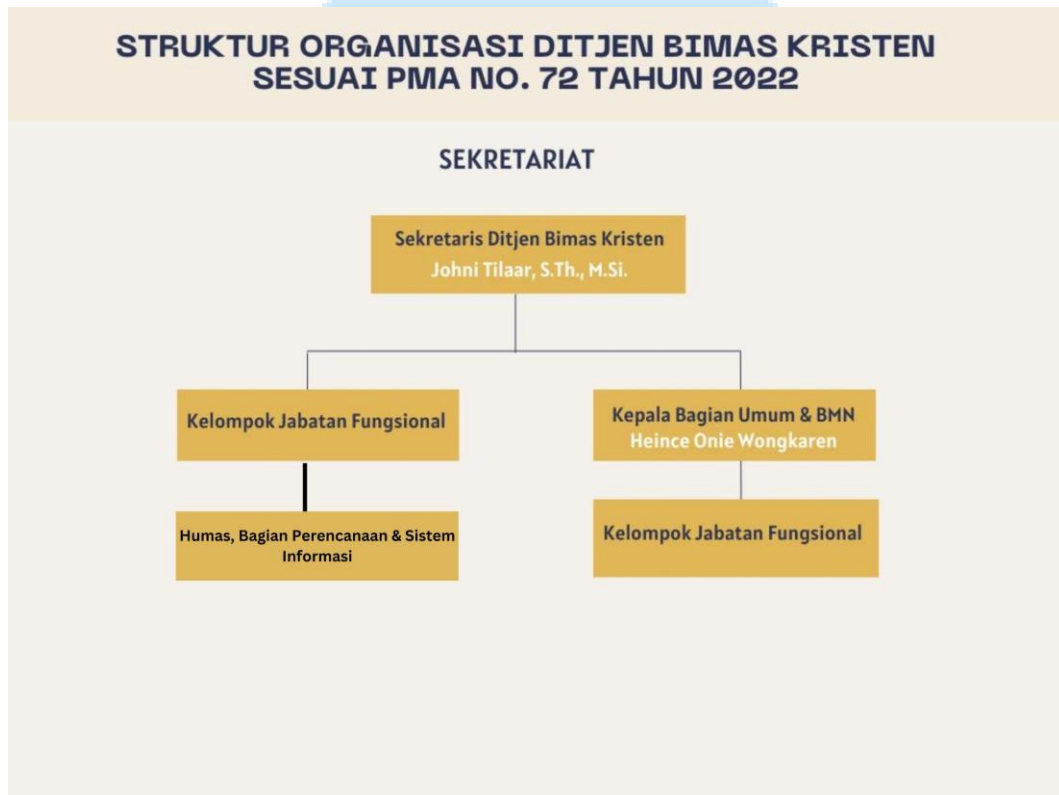 STRUKTUR ORGANISASI DITJEN BIMAS KRISTEN
SESUAI PMA NO. 72 TAHUN 2022
SEKRETARIAT
Sekretaris Ditjen Bimas Kristen
Johni Tilaar, S.Th., M.Si.
Kelompok Jabatan Fungsional
Kepala Bagian Umum & BMN
Heince Onie Wongkaren
Humas, Bagian Perencanaan & Sistem
Informasi
Kelompok Jabatan Fungsional